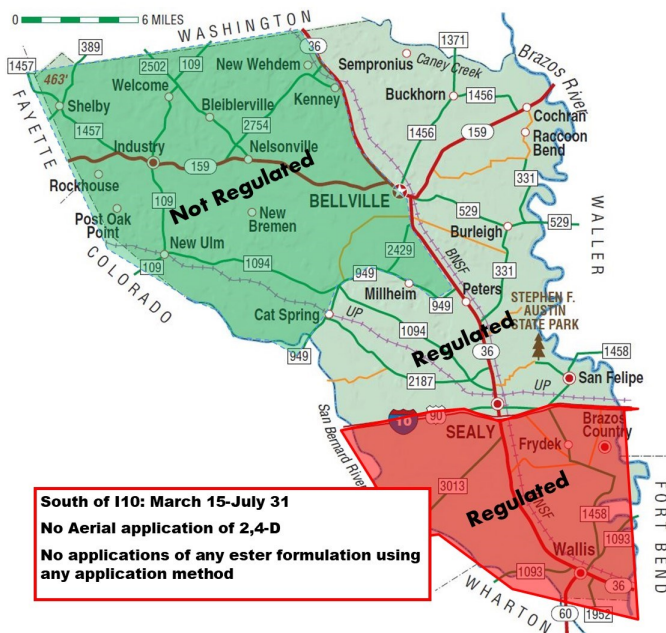 0 6 MILES
WASHINGTON
1457
389
463'
2502
109
New Wehdem
36
Sempronius
Caney Creek
1371
Brazos River
Welcome
Shelby
Bleiblerville
Kenney
Buckhorn
1456
Cochran
FAYETTE
1457
2754
1456
159
Raccoon
Bend
Industry
Nelsonville
159
Not Regulated
331
Rockhouse
BELLVILLE
WALLER
109
Post Oak
Point
New
Bremen
529
529
Burleigh
COLORADO
New Ulm
2429
BNSF
331
109
1094
949
Millheim
949
Peters
STEPHEN F.
AUSTIN
STATE PARK
Cat Spring
UP
1094
Regulated
36
949
2187
1458
UP
San Felipe
San Bernard River
10
90
SEALY
Brazos
Country
Frydek
3013
Regulated
BNSF
1458
1093
FORT BEND
Wallis
1093
36
WHARTON
60
1952
South of I10: March 15-July 31
No Aerial application of 2,4-D
No applications of any ester formulation using
any application method